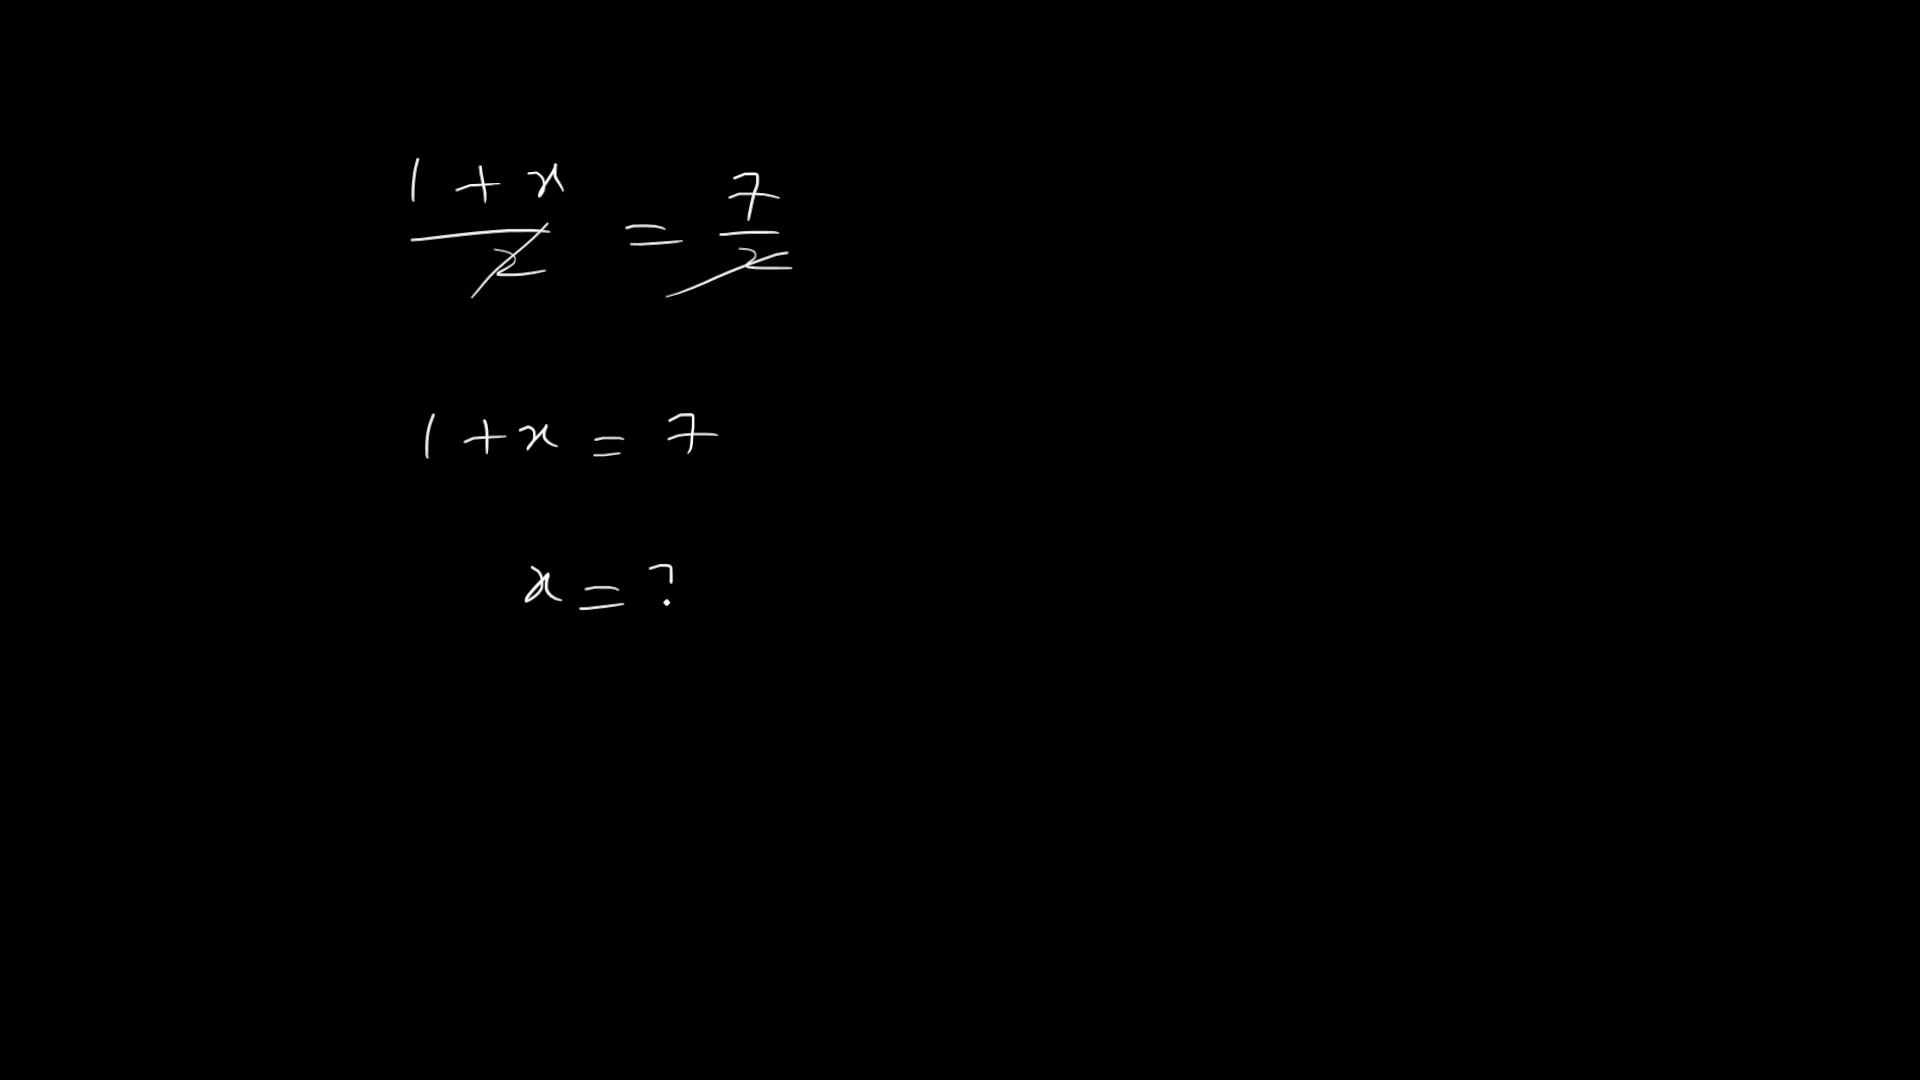 (1 + x)/2 = 7/2
1 + x = 7
x = ?